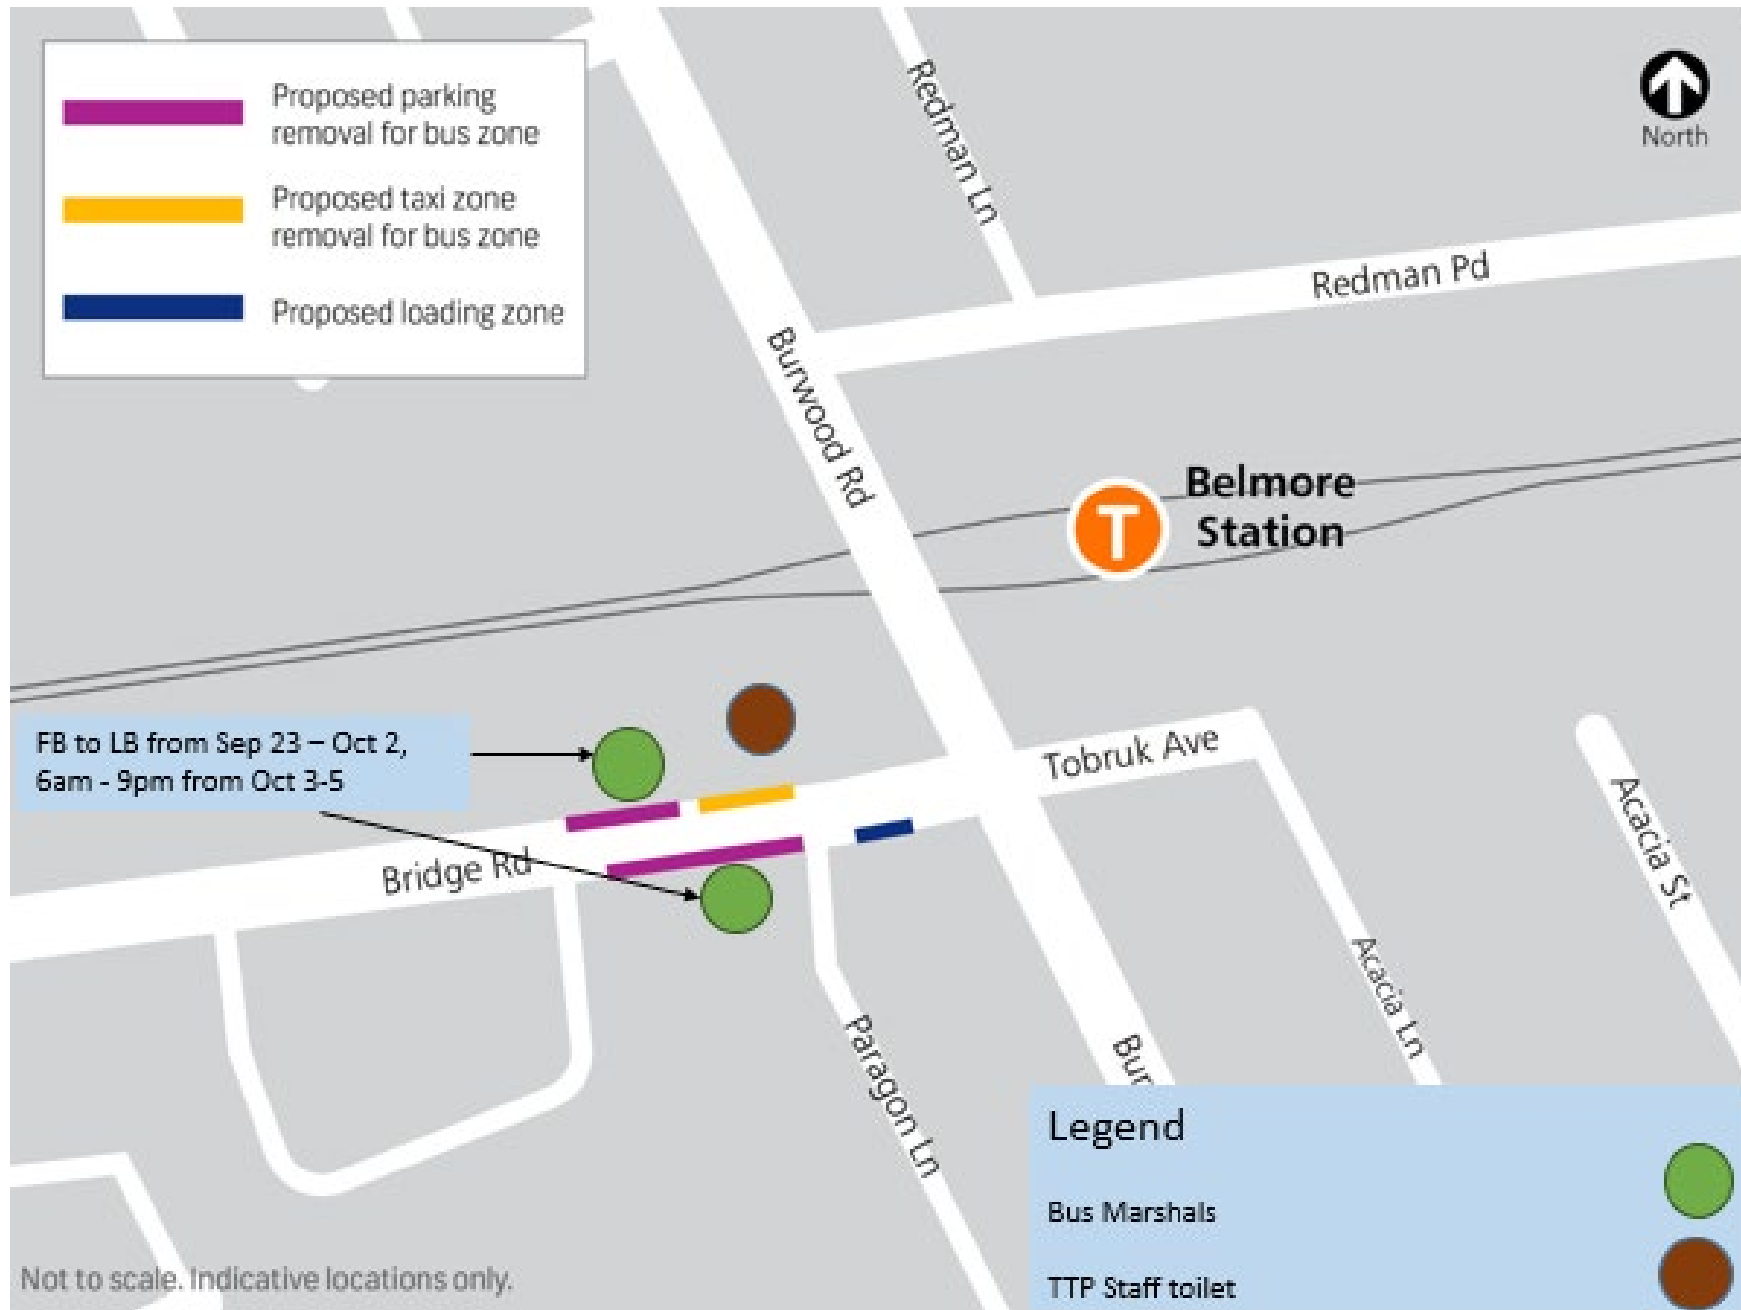 Proposed parking
removal for bus zone
Proposed taxi zone
removal for bus zone
Proposed loading zone
North
Redman Ln
Redman Pd
Burwood Rd
T
Belmore
Station
FB to LB from Sep 23 – Oct 2,
6am - 9pm from Oct 3-5
Tobruk Ave
Bridge Rd
Acacia St
Acacia Ln
Paragon Ln
Bur
Legend
Bus Marshals
TTP Staff toilet
Not to scale. Indicative locations only.